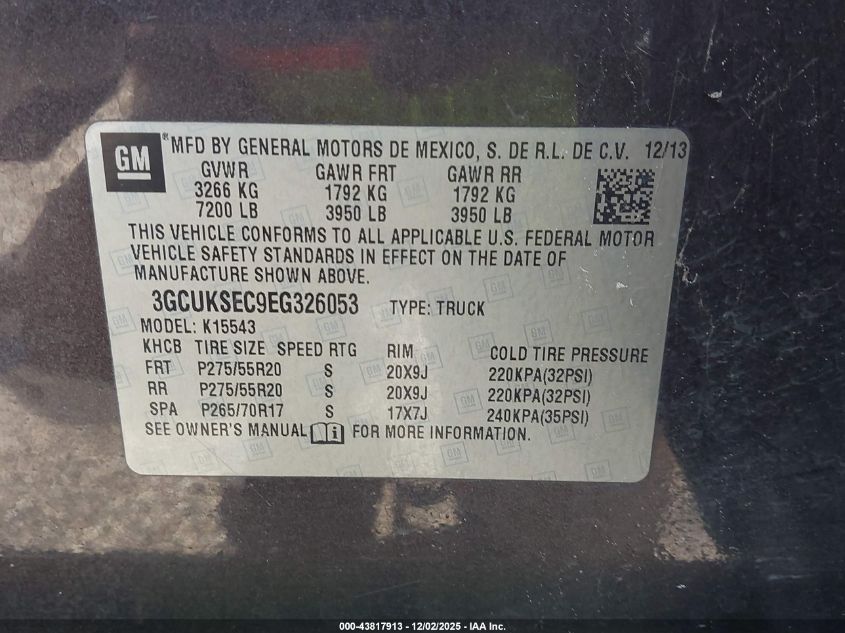 GM ® MFD BY GENERAL MOTORS DE MEXICO, S. DE R.L. DE C.V. 12/13
GVWR GAWR FRT GAWR RR
3266 KG 1792 KG 1792 KG
7200 LB 3950 LB 3950 LB
THIS VEHICLE CONFORMS TO ALL APPLICABLE U.S. FEDERAL MOTOR
VEHICLE SAFETY STANDARDS IN EFFECT ON THE DATE OF
MANUFACTURE SHOWN ABOVE.
3GCUKSEC9EG326053 TYPE: TRUCK
MODEL: K15543
KHCB TIRE SIZE SPEED RTG RIM COLD TIRE PRESSURE
FRT P275/55R20 S 20X9J 220KPA(32PSI)
RR P275/55R20 S 20X9J 220KPA(32PSI)
SPA P265/70R17 S 17X7J 240KPA(35PSI)
SEE OWNER'S MANUAL FOR MORE INFORMATION.
000-43817913 - 12/02/2025 - IAA Inc.